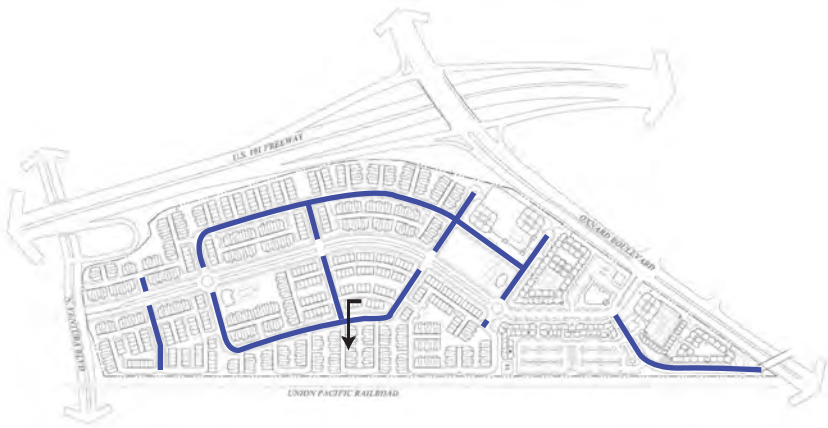 U.S. 101 FREEWAY
OXNARD BOULEVARD
N. VENTURA RD
UNION PACIFIC RAILROAD